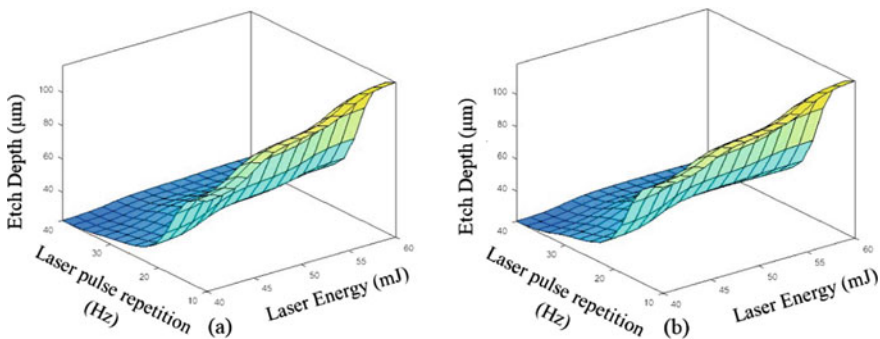 Etch Depth (μm)
100
80
60
40
40
30
20
10
Laser pulse repetition
(Hz)
(a)
40
45
50
55
60
Laser Energy (mJ)
Etch Depth (μm)
100
80
60
40
40
30
20
10
Laser pulse repetition
(Hz)
(b)
40
45
50
55
60
Laser Energy (mJ)